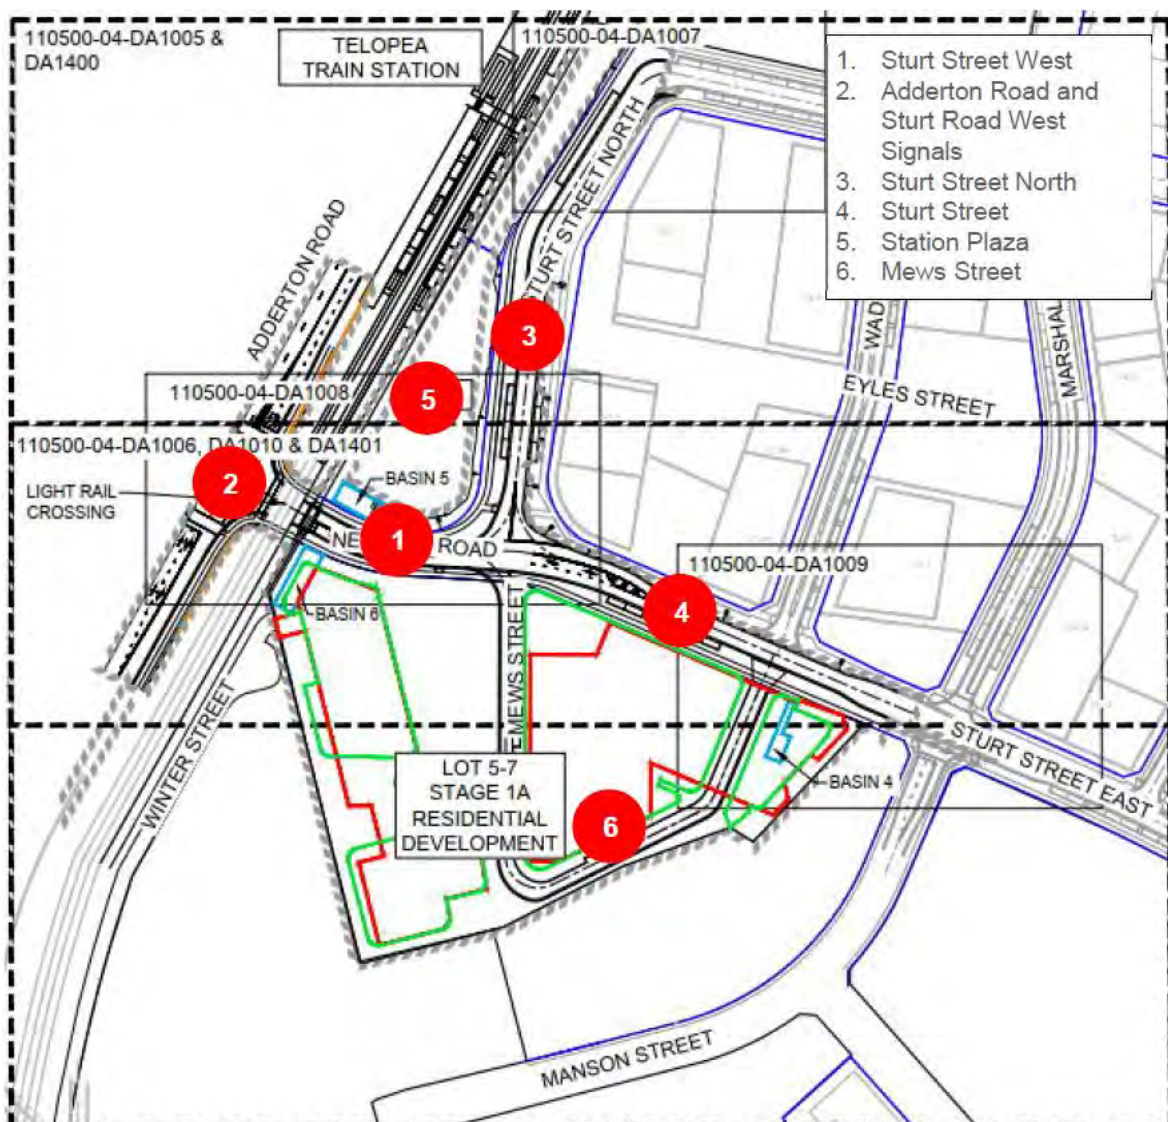 110500-04-DA1005 &
DA1400
TELOPEA
TRAIN STATION
110500-04-DA1007
1. Sturt Street West
2. Adderton Road and
Sturt Road West
Signals
3. Sturt Street North
4. Sturt Street
5. Station Plaza
6. Mews Street
STURT STREET NORTH
ADDERTON ROAD
3
WAD
MARSHAL
EYLES STREET
110500-04-DA1008
5
110500-04-DA1006, DA1010 & DA1401
2
LIGHT RAIL
CROSSING
BASIN 5
NE
1
ROAD
110500-04-DA1009
4
BASIN 6
MEWS STREET
WINTER STREET
STURT STREET EAST
LOT 5-7
STAGE 1A
RESIDENTIAL
DEVELOPMENT
BASIN 4
6
MANSON STREET